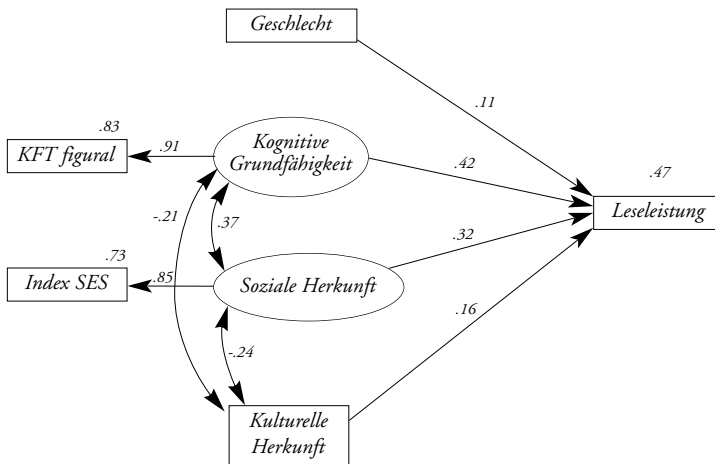 Geschlecht
.11
.83
KFT figural
.91
Kognitive
Grundfähigkeit
.42
.47
Leseleistung
-.21
.37
.32
.73
Index SES
.85
Soziale Herkunft
.16
-.24
Kulturelle
Herkunft